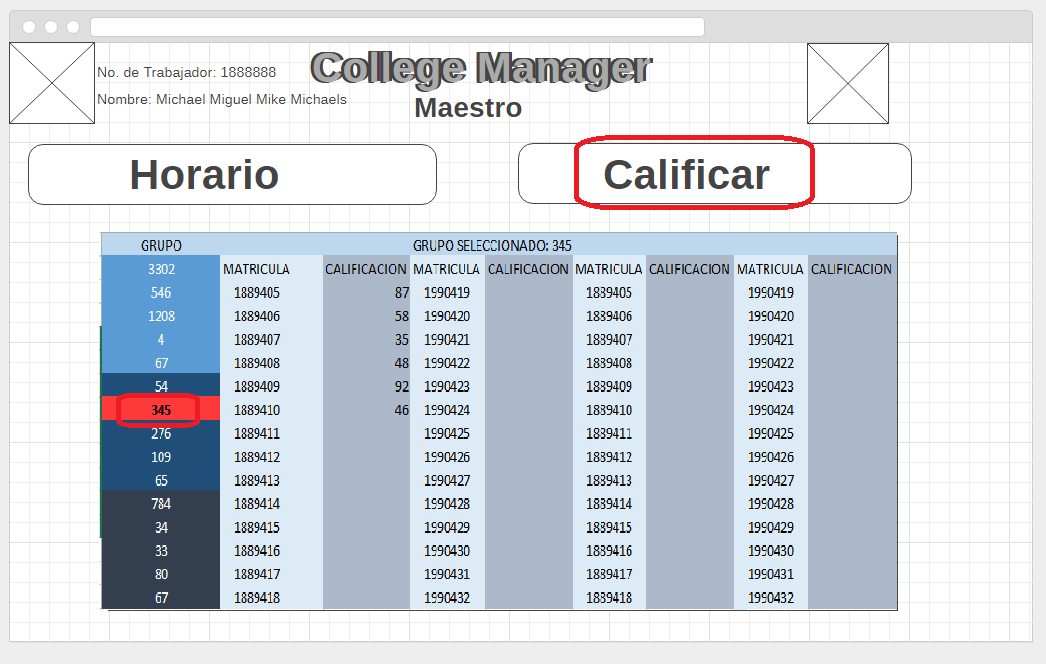 College Manager
No. de Trabajador: 1888888
Nombre: Michael Miguel Mike Michaels
Maestro
Horario Calificar
GRUPO GRUPO SELECCIONADO: 345
3302 MATRICULA CALIFICACION MATRICULA CALIFICACION MATRICULA CALIFICACION MATRICULA CALIFICACION
546 1889405 87 1990419 1889405 1990419
1208 1889406 58 1990420 1889406 1990420
4 1889407 35 1990421 1889407 1990421
67 1889408 48 1990422 1889408 1990422
54 1889409 92 1990423 1889409 1990423
345 1889410 46 1990424 1889410 1990424
276 1889411 1990425 1889411 1990425
109 1889412 1990426 1889412 1990426
65 1889413 1990427 1889413 1990427
784 1889414 1990428 1889414 1990428
34 1889415 1990429 1889415 1990429
33 1889416 1990430 1889416 1990430
80 1889417 1990431 1889417 1990431
67 1889418 1990432 1889418 1990432